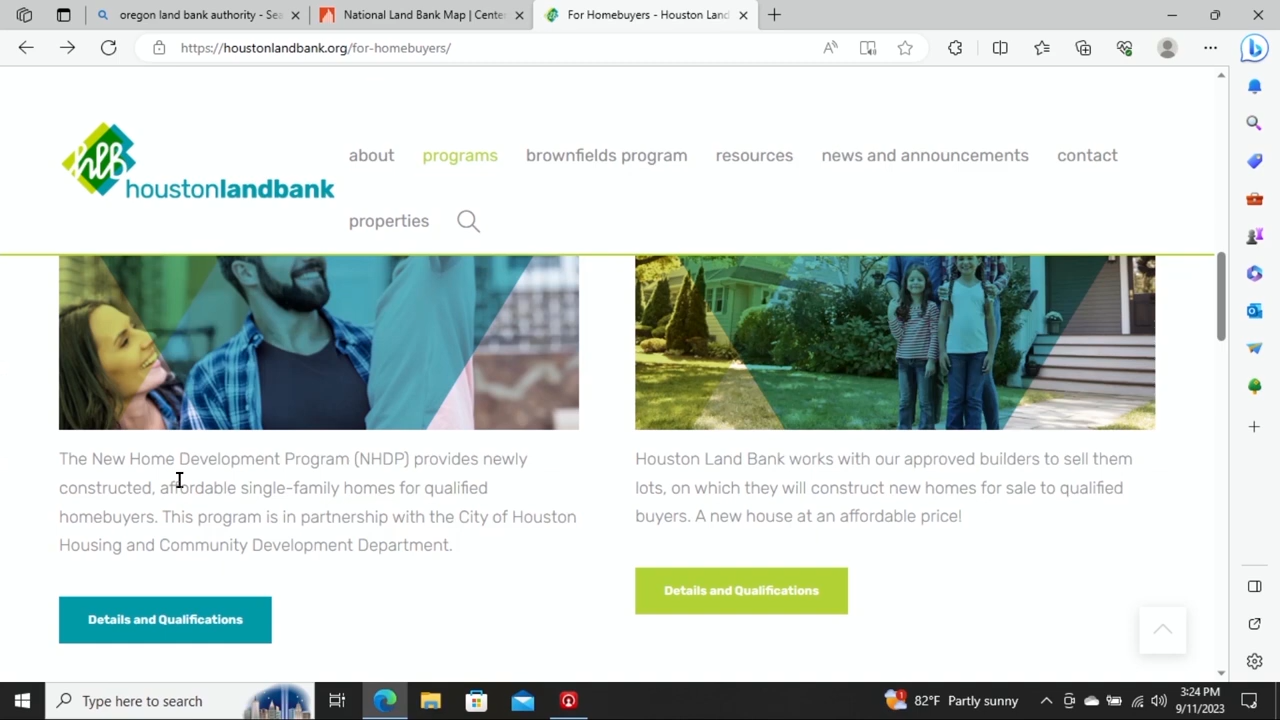 oregon land bank authority - Sea
National Land Bank Map | Center
For Homebuyers - Houston Land
https://houstonlandbank.org/for-homebuyers/
about programs brownfields program resources news and announcements contact
hlb
houstonlandbank
properties
The New Home Development Program (NHDP) provides newly
constructed, affordable single-family homes for qualified
homebuyers. This program is in partnership with the City of Houston
Housing and Community Development Department.
Details and Qualifications
Houston Land Bank works with our approved builders to sell them
lots, on which they will construct new homes for sale to qualified
buyers. A new house at an affordable price!
Details and Qualifications
Type here to search
1
82°F Partly sunny
3:24 PM
9/11/2023